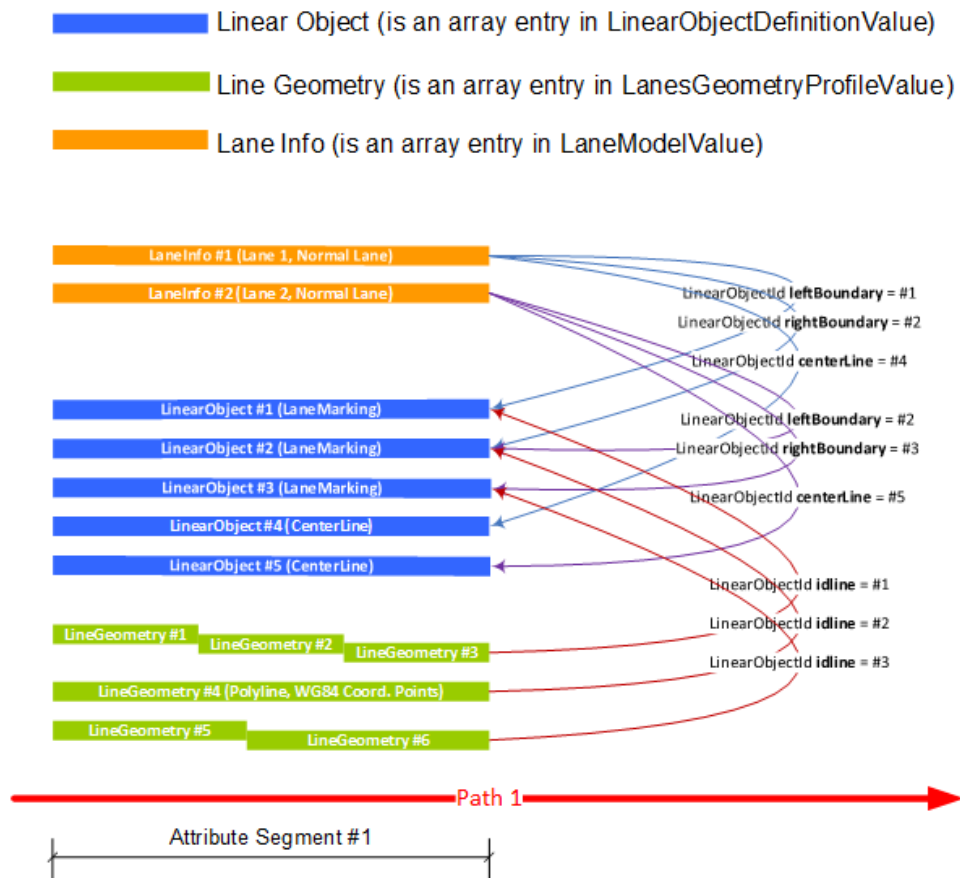 Linear Object (is an array entry in LinearObjectDefinitionValue)
Line Geometry (is an array entry in LanesGeometryProfileValue)
Lane Info (is an array entry in LaneModelValue)
LaneInfo #1 (Lane 1, Normal Lane)
LaneInfo #2 (Lane 2, Normal Lane)
LinearObjectId leftBoundary = #1
LinearObjectId rightBoundary = #2
LinearObjectId centerLine = #4
LinearObject #1 (LaneMarking)
LinearObjectId leftBoundary = #2
LinearObject #2 (LaneMarking)
LinearObjectId rightBoundary = #3
LinearObject #3 (LaneMarking)
LinearObjectId centerLine = #5
LinearObject #4 (CenterLine)
LinearObject #5 (CenterLine)
LinearObjectId idline = #1
LinearObjectId idline = #2
LinearObjectId idline = #3
LineGeometry #1
LineGeometry #2
LineGeometry #3
LineGeometry #4 (Polyline, WG84 Coord. Points)
LineGeometry #5
LineGeometry #6
Path 1
Attribute Segment #1